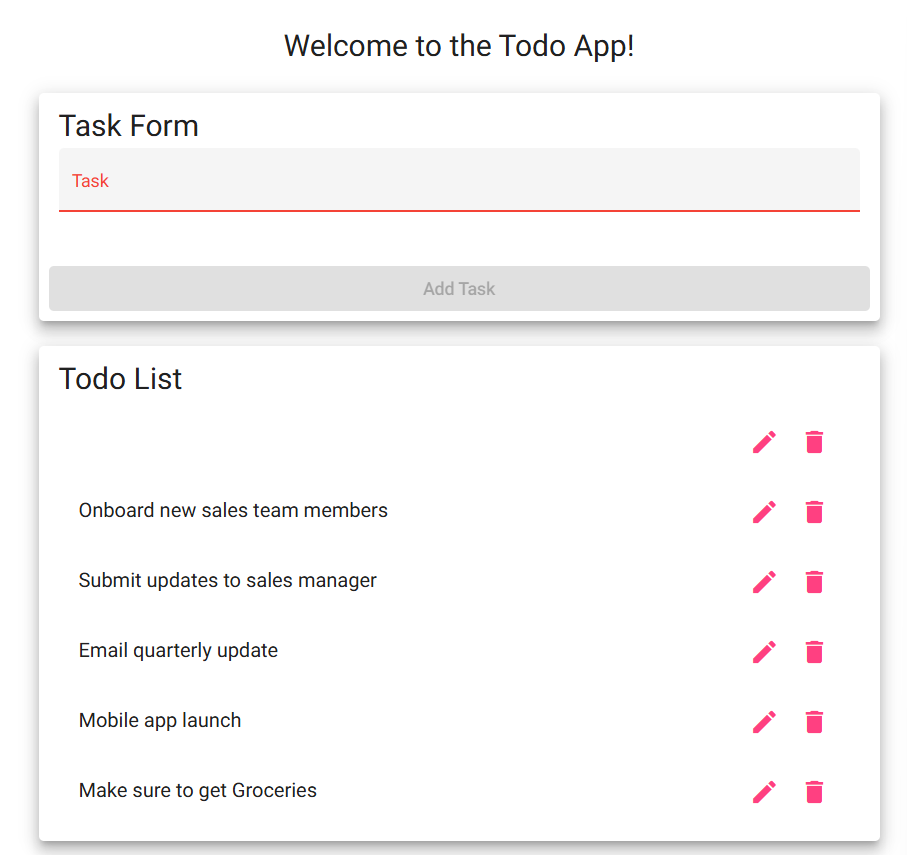 Welcome to the Todo App!
Task Form
Task
Add Task
Todo List
Onboard new sales team members
Submit updates to sales manager
Email quarterly update
Mobile app launch
Make sure to get Groceries